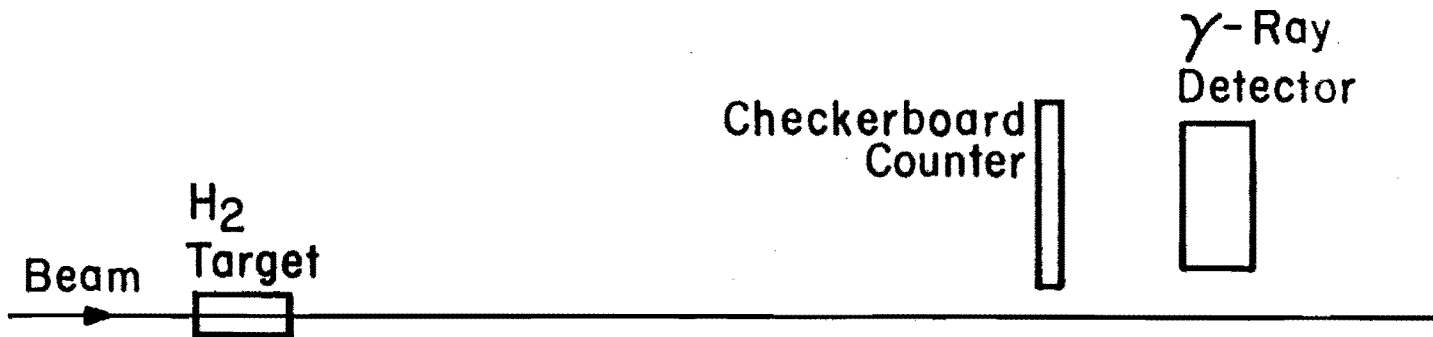 γ-Ray
Detector
Checkerboard
Counter
H₂
Target
Beam